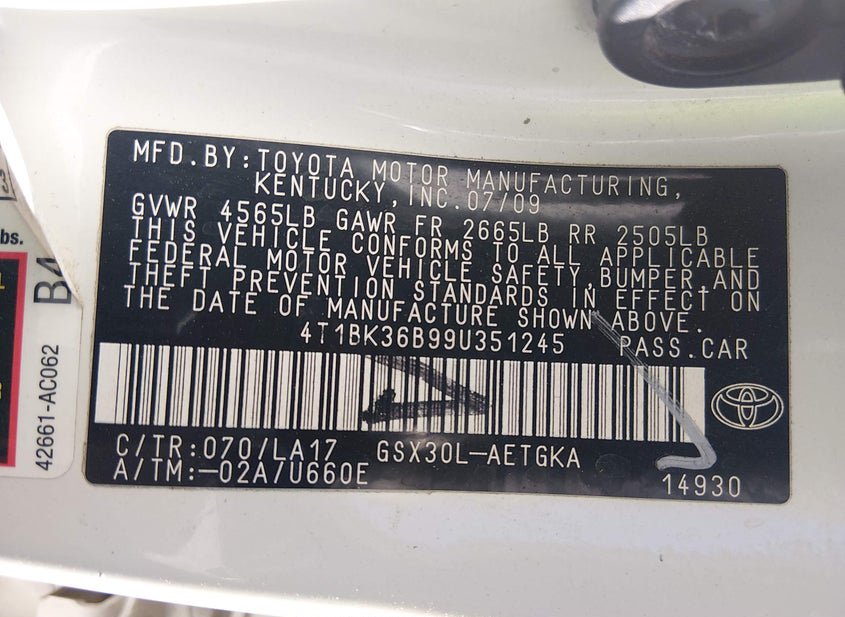 MFD.BY:TOYOTA MOTOR MANUFACTURING,
KENTUCKY,INC.07/09
GVWR 4565LB GAWR FR 2665LB RR 2505LB
THIS VEHICLE CONFORMS TO ALL APPLICABLE
FEDERAL MOTOR VEHICLE SAFETY,BUMPER,AND
THEFT PREVENTION STANDARDS IN EFFECT ON
THE DATE OF MANUFACTURE SHOWN ABOVE.
4T1BK36B99U351245 PASS.CAR
C/TR:070/LA17 GSX30L-AETGKA
A/TM:-02A/U660E 14930
bs.
B4
42661-AC062